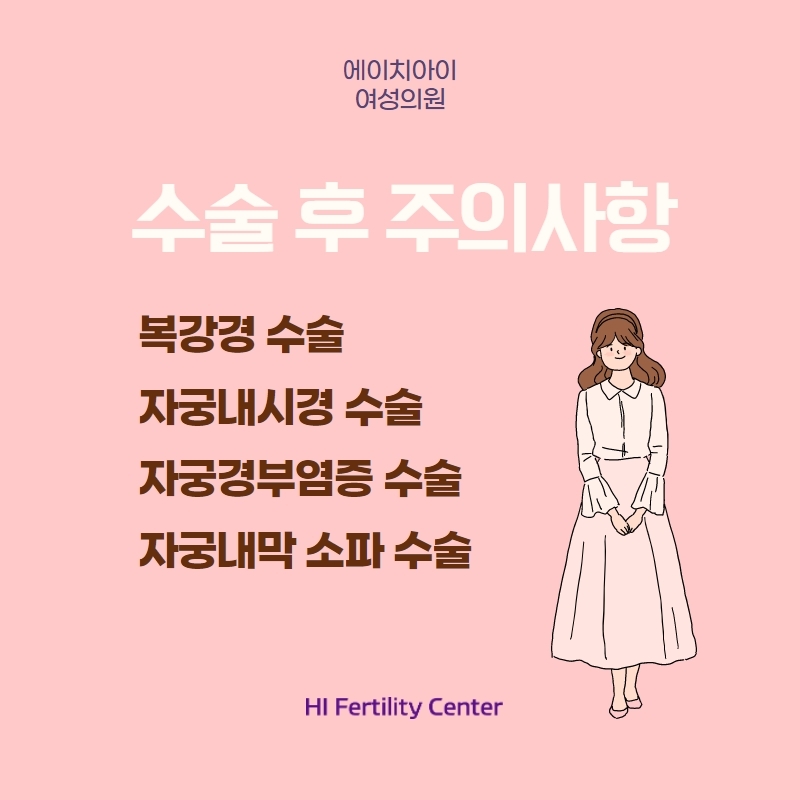 에이치아이
여성의원
수술 후 주의사항
복강경 수술
자궁내시경 수술
자궁경부염증 수술
자궁내막 소파 수술
HI Fertility Center